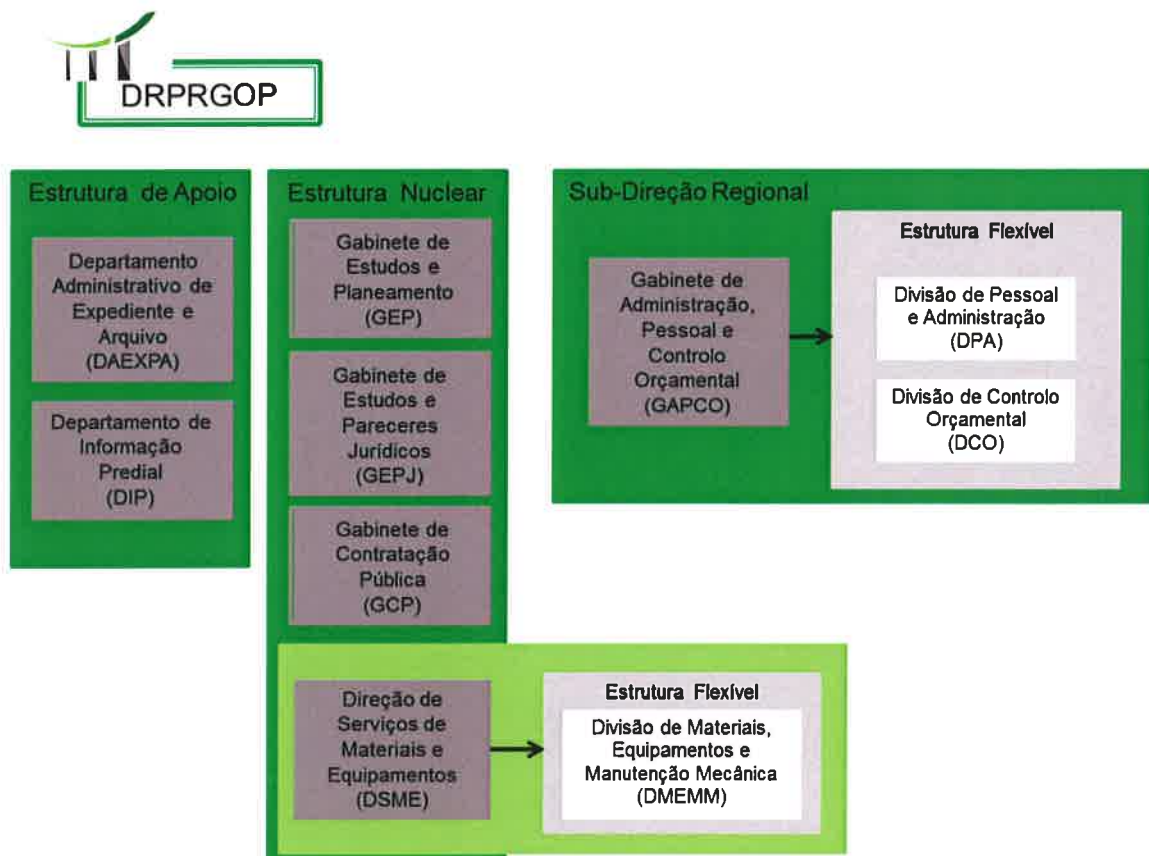 DRPRGOP
Estrutura de Apoio
Departamento
Administrativo de
Expediente e
Arquivo
(DAEXPA)
Departamento de
Informação
Predial
(DIP)
Estrutura Nuclear
Gabinete de
Estudos e
Planeamento
(GEP)
Gabinete de
Estudos e
Pareceres
Jurídicos
(GEPJ)
Gabinete de
Contratação
Pública
(GCP)
Direção de
Serviços de
Materiais e
Equipamentos
(DSME)
Estrutura Flexível
Divisão de Materiais,
Equipamentos e
Manutenção Mecânica
(DMEMM)
Sub-Direção Regional
Gabinete de
Administração,
Pessoal e
Controlo
Orçamental
(GAPCO)
Estrutura Flexível
Divisão de Pessoal
e Administração
(DPA)
Divisão de Controlo
Orçamental
(DCO)